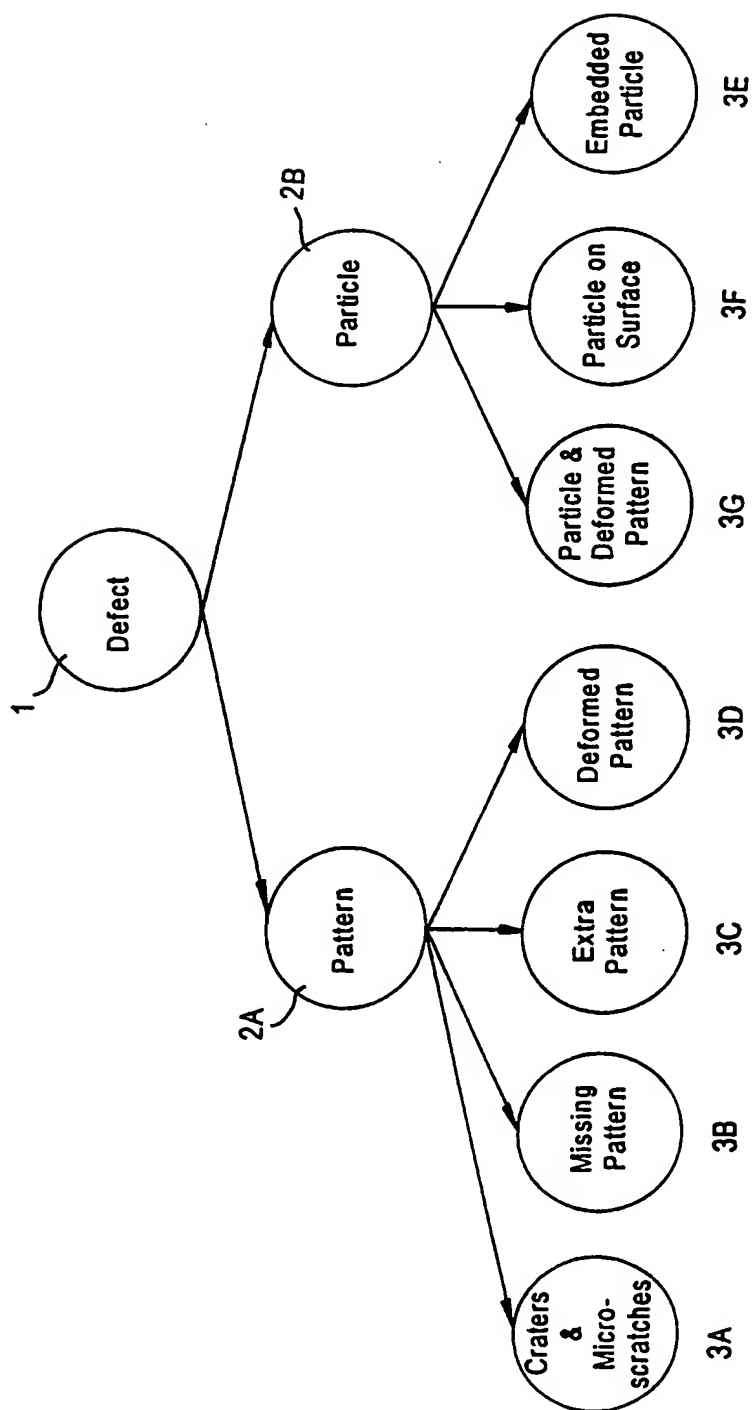 1
Defect
2A
Pattern
2B
Particle
Craters
&
Micro-
scratches
Missing
Pattern
Extra
Pattern
Deformed
Pattern
Particle &
Deformed
Pattern
Particle on
Surface
Embedded
Particle
3A
3B
3C
3D
3G
3F
3E